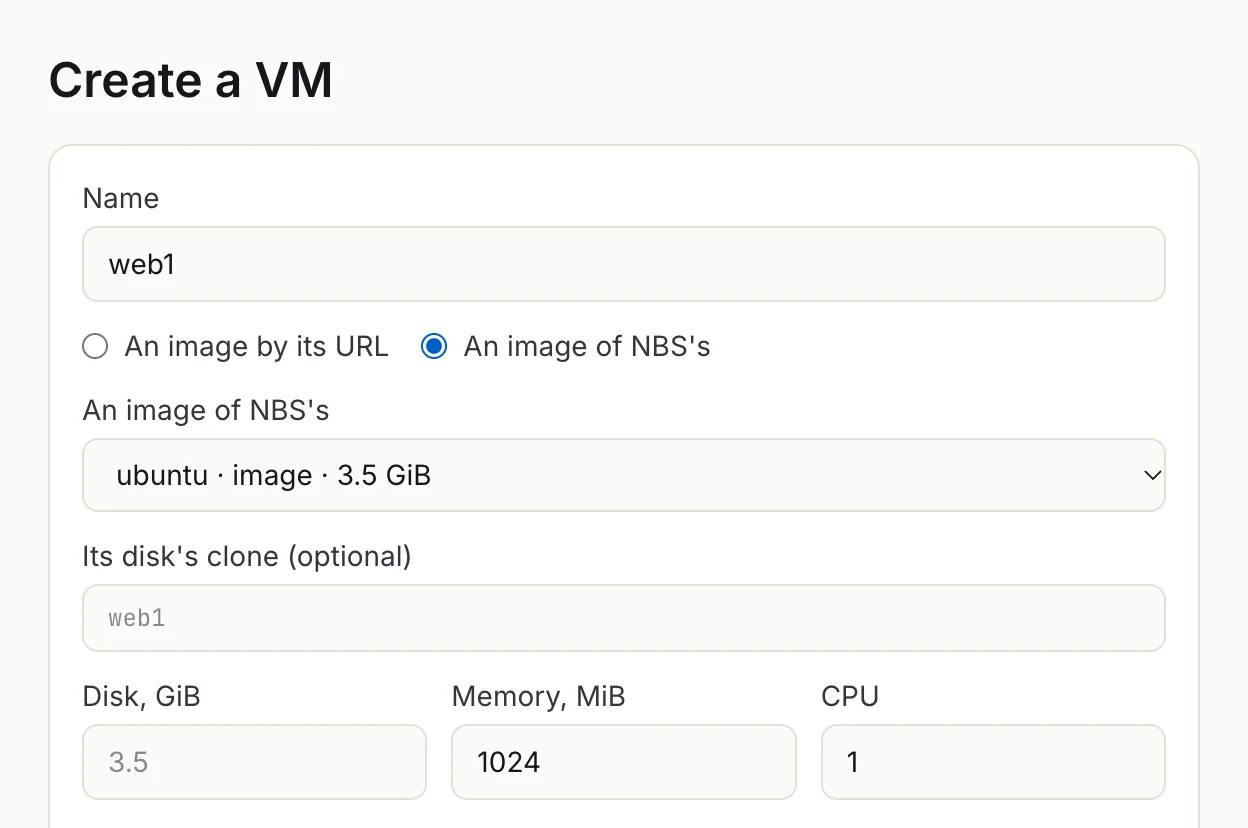 Create a VM
Name
web1
An image by its URL An image of NBS's
An image of NBS's
ubuntu · image · 3.5 GiB
Its disk's clone (optional)
web1
Disk, GiB Memory, MiB CPU
3.5 1024 1